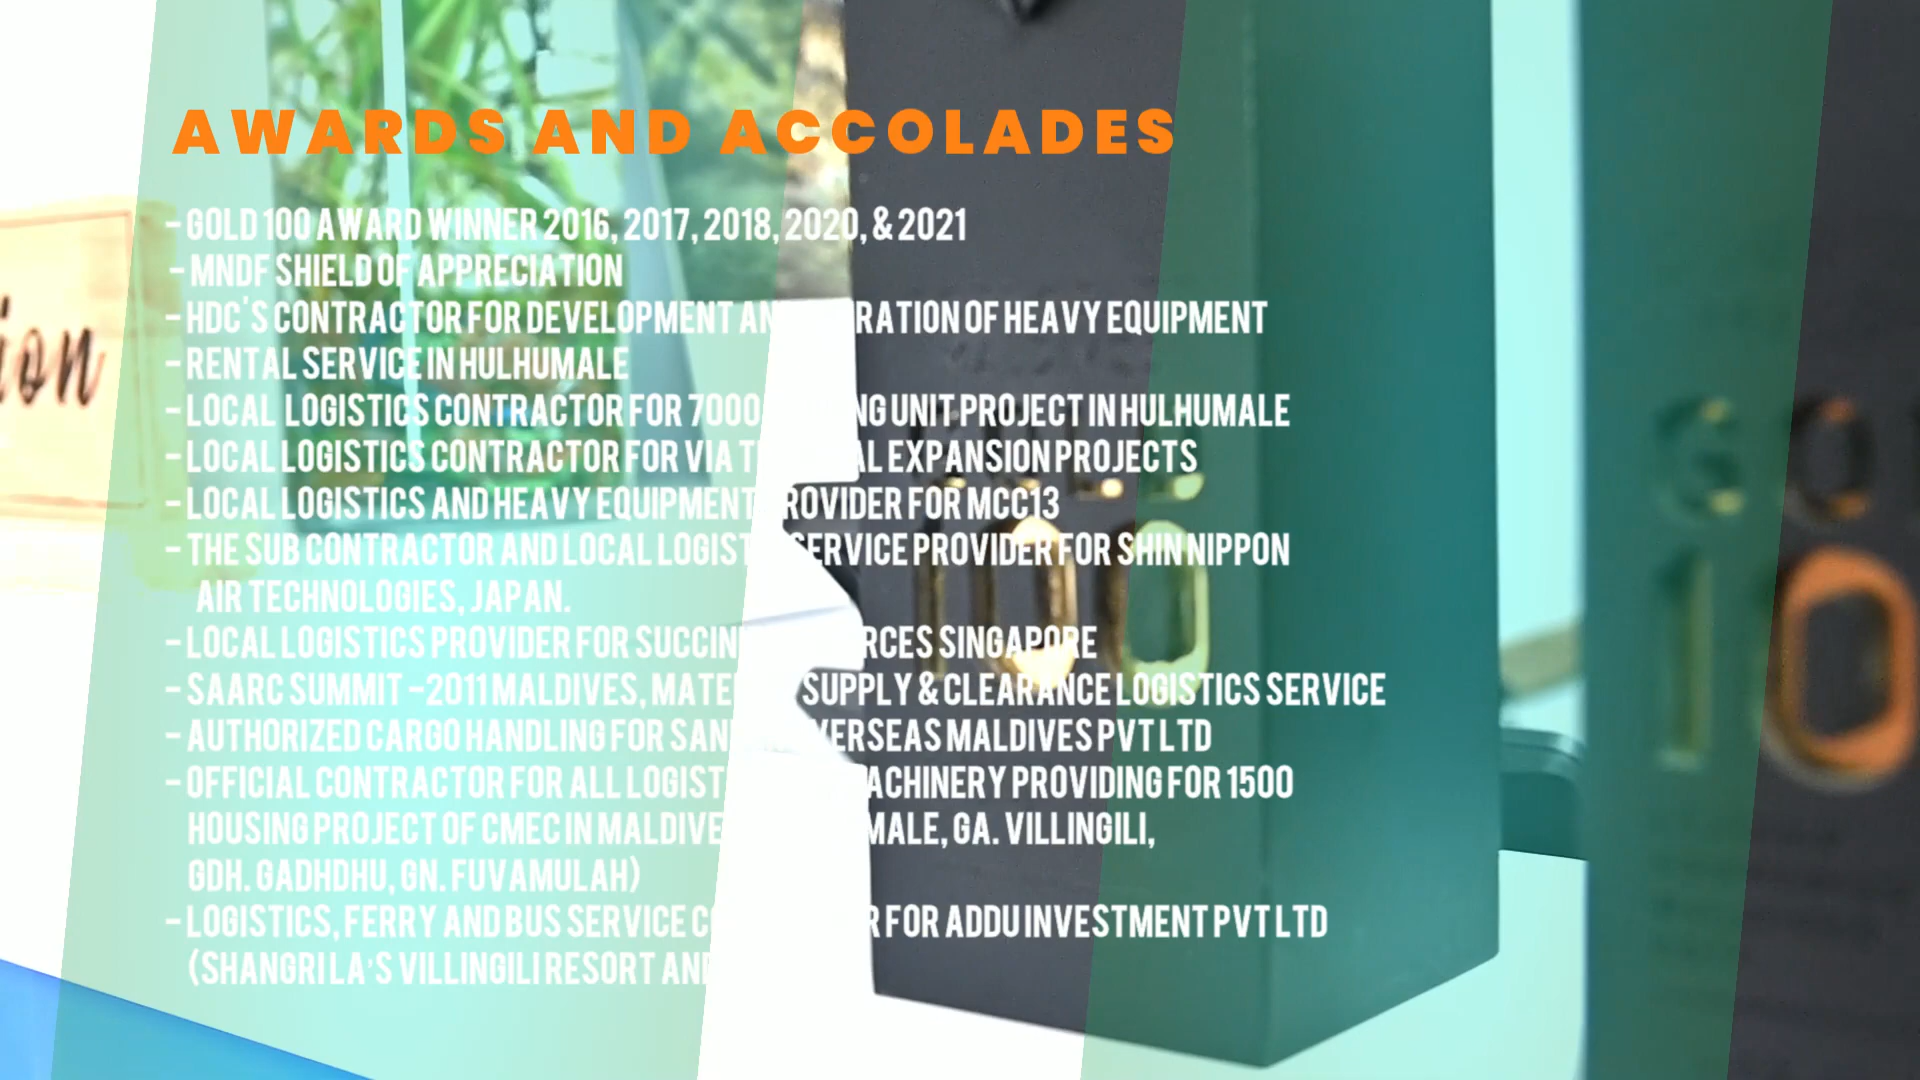 AWARDS AND ACCOLADES
- GOLD 100 AWARD WINNER 2016, 2017, 2018, 2020, & 2021
- MNDF SHIELD OF APPRECIATION
- HDC'S CONTRACTOR FOR DEVELOPMENT AN RATION OF HEAVY EQUIPMENT
- RENTAL SERVICE IN HULHUMALE
- LOCAL LOGISTICS CONTRACTOR FOR 7000 NG UNIT PROJECT IN HULHUMALE
- LOCAL LOGISTICS CONTRACTOR FOR VIA T AL EXPANSION PROJECTS
- LOCAL LOGISTICS AND HEAVY EQUIPMENT ROVIDER FOR MCC13
- THE SUB CONTRACTOR AND LOCAL LOGIST SERVICE PROVIDER FOR SHIN NIPPON
AIR TECHNOLOGIES, JAPAN.
- LOCAL LOGISTICS PROVIDER FOR SUCCIN RCES SINGAPORE
- SAARC SUMMIT -2011 MALDIVES, MATE SUPPLY & CLEARANCE LOGISTICS SERVICE
- AUTHORIZED CARGO HANDLING FOR SAN VERSEAS MALDIVES PVT LTD
- OFFICIAL CONTRACTOR FOR ALL LOGIST ACHINERY PROVIDING FOR 1500
HOUSING PROJECT OF CMEC IN MALDIVE MALE, GA. VILLINGILI,
GDH. GADHDHU, GN. FUVAMULAH)
- LOGISTICS, FERRY AND BUS SERVICE C R FOR ADDU INVESTMENT PVT LTD
(SHANGRI LA'S VILLINGILI RESORT AN
ion
100
GO
10